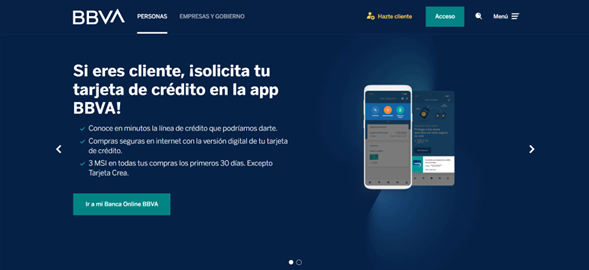 BBVA
PERSONAS
EMPRESAS Y GOBIERNO
Hazte cliente
Acceso
Menú
Si eres cliente, ¡solicita tu
tarjeta de crédito en la app
BBVA!
Conoce en minutos la línea de crédito que podríamos darte.
Compras seguras en internet con la versión digital de tu tarjeta
de crédito.
3 MSI en todas tus compras los primeros 30 días. Excepto
Tarjeta Crea.
Ir a mi Banca Online BBVA